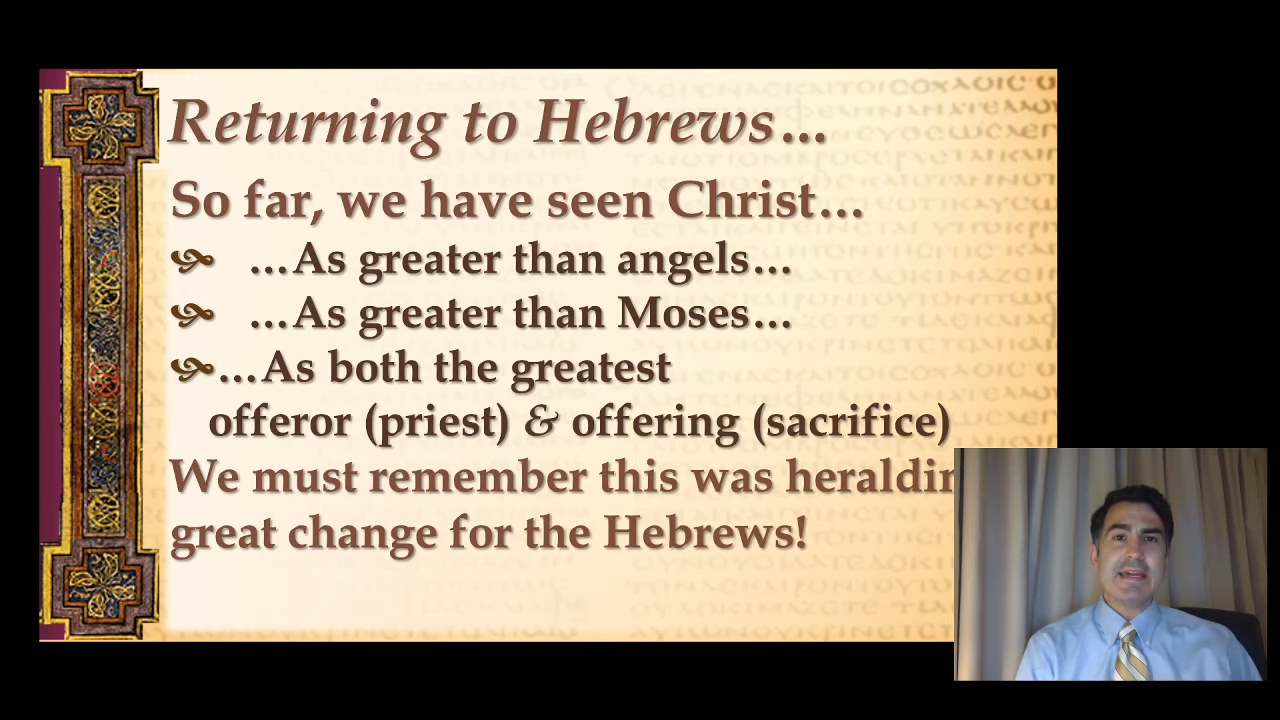 Returning to Hebrews…
So far, we have seen Christ…
…As greater than angels…
…As greater than Moses…
…As both the greatest
offeror (priest) & offering (sacrifice)
We must remember this was
great change for the Hebrews!